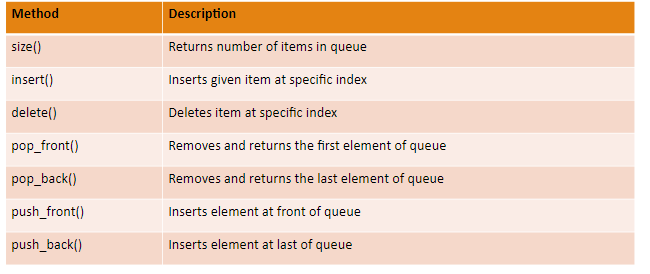 Method Description
size() Returns number of items in queue
insert() Inserts given item at specific index
delete() Deletes item at specific index
pop_front() Removes and returns the first element of queue
pop_back() Removes and returns the last element of queue
push_front() Inserts element at front of queue
push_back() Inserts element at last of queue